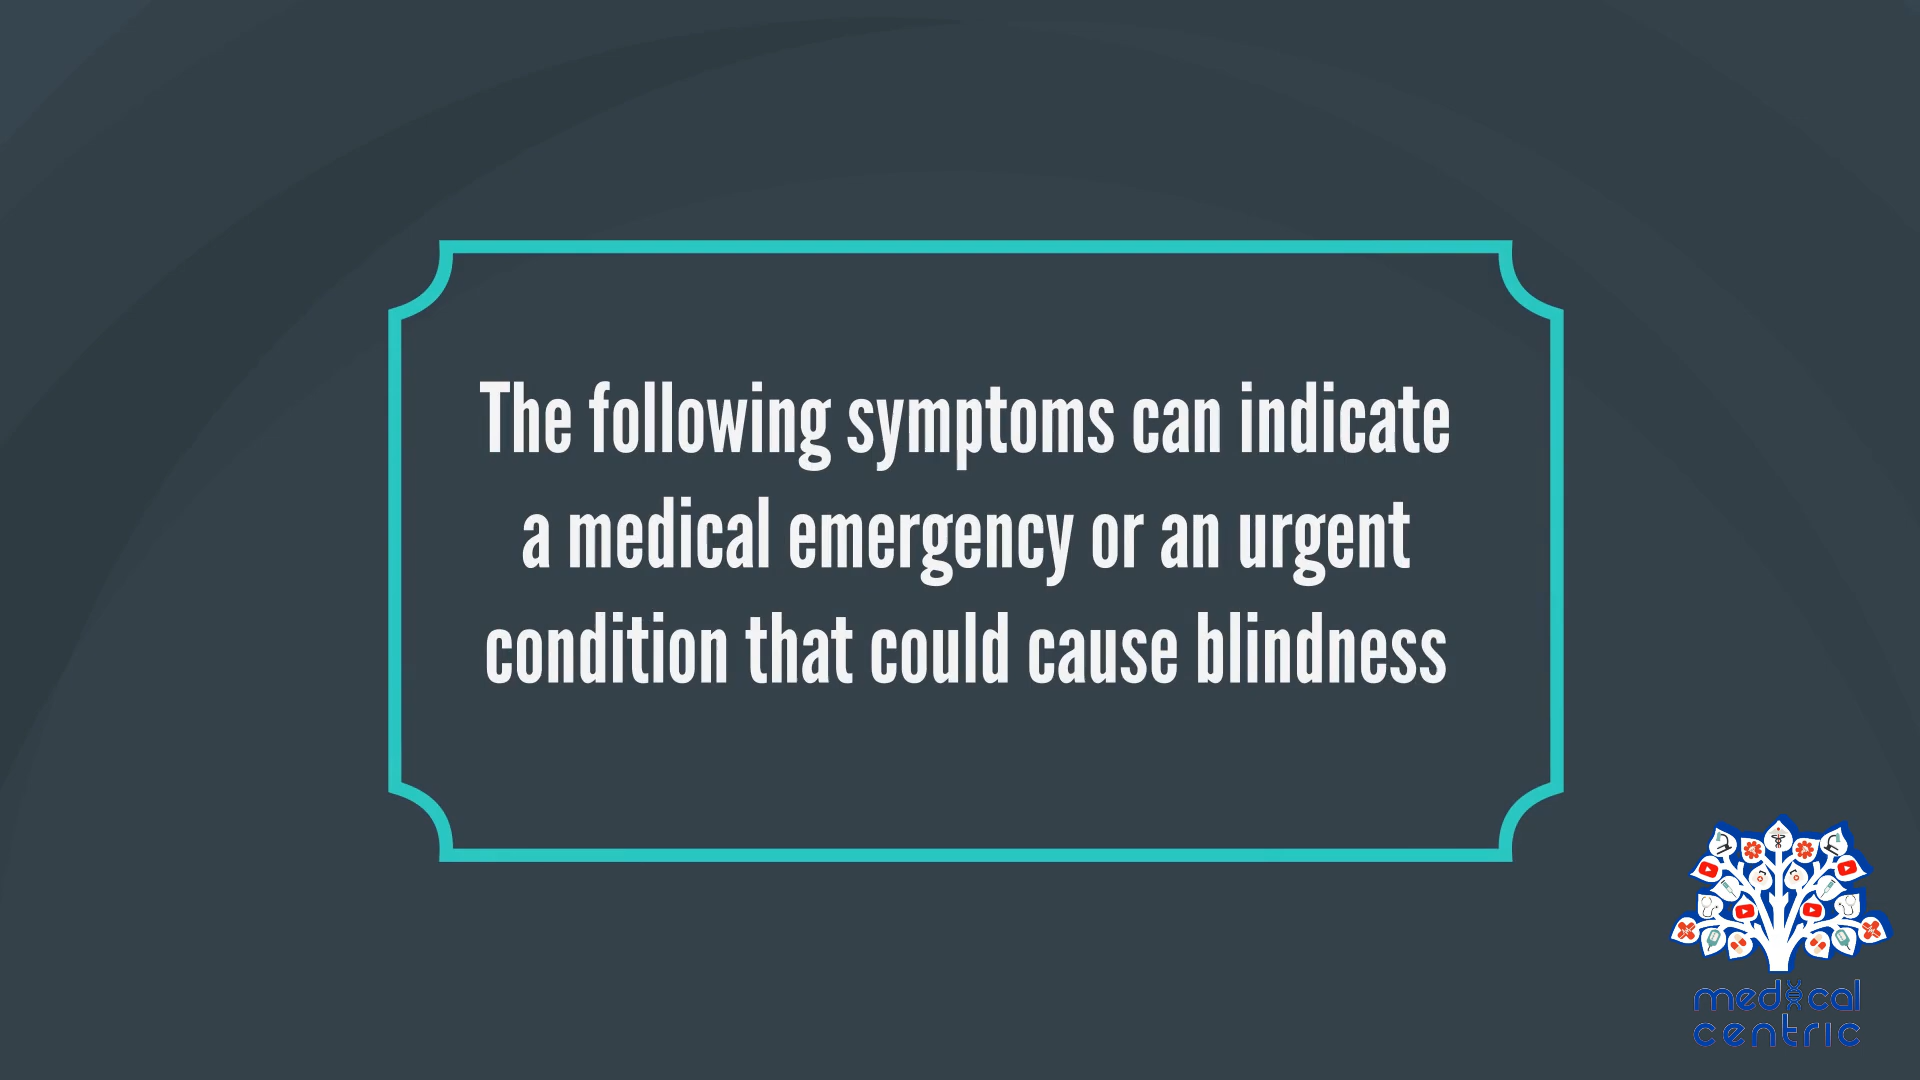 The following symptoms can indicate
a medical emergency or an urgent
condition that could cause blindness
medical
centric